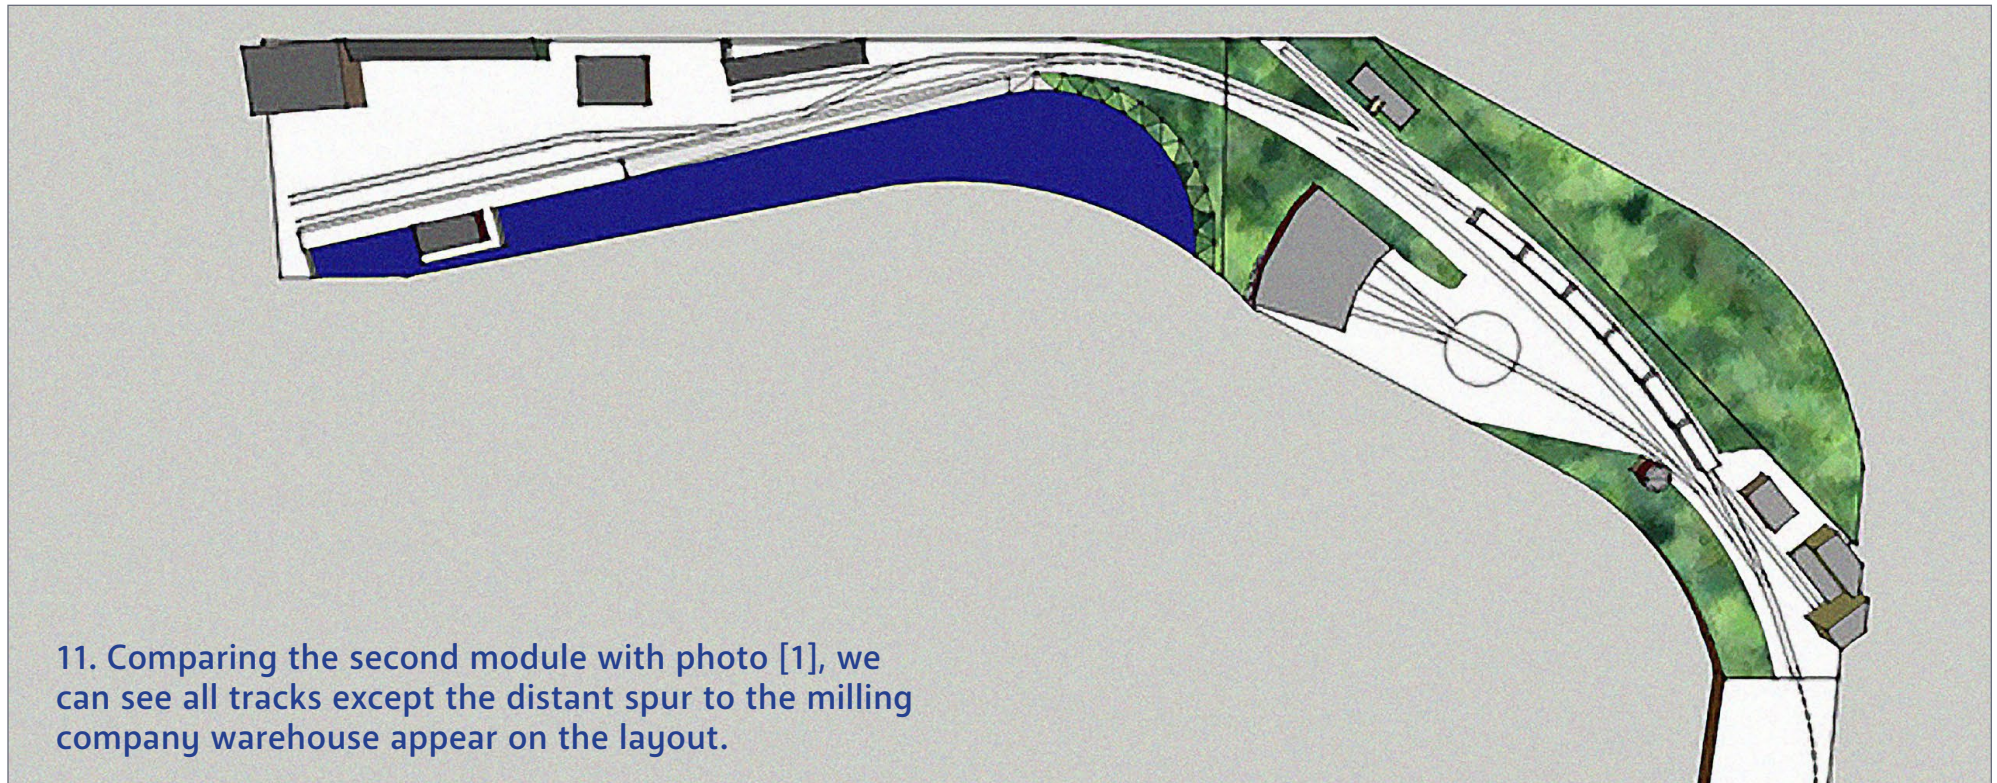 11. Comparing the second module with photo [1], we
can see all tracks except the distant spur to the milling
company warehouse appear on the layout.